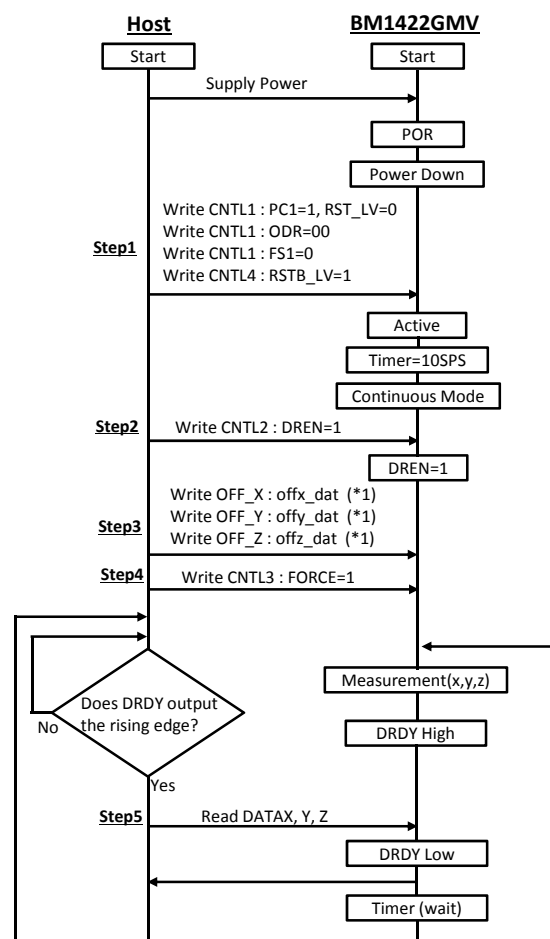 Host
BM1422GMV
Start
Start
Supply Power
POR
Power Down
Write CNTL1 : PC1=1, RST_LV=0
Write CNTL1 : ODR=00
Step1
Write CNTL1 : FS1=0
Write CNTL4 : RSTB_LV=1
Active
Timer=10SPS
Continuous Mode
Step2
Write CNTL2 : DREN=1
DREN=1
Write OFF_X : offx_dat (*1)
Write OFF_Y : offy_dat (*1)
Step3
Write OFF_Z : offz_dat (*1)
Step4
Write CNTL3 : FORCE=1
Measurement(x,y,z)
Does DRDY output
the rising edge?
No
DRDY High
Yes
Step5
Read DATAX, Y, Z
DRDY Low
Timer (wait)